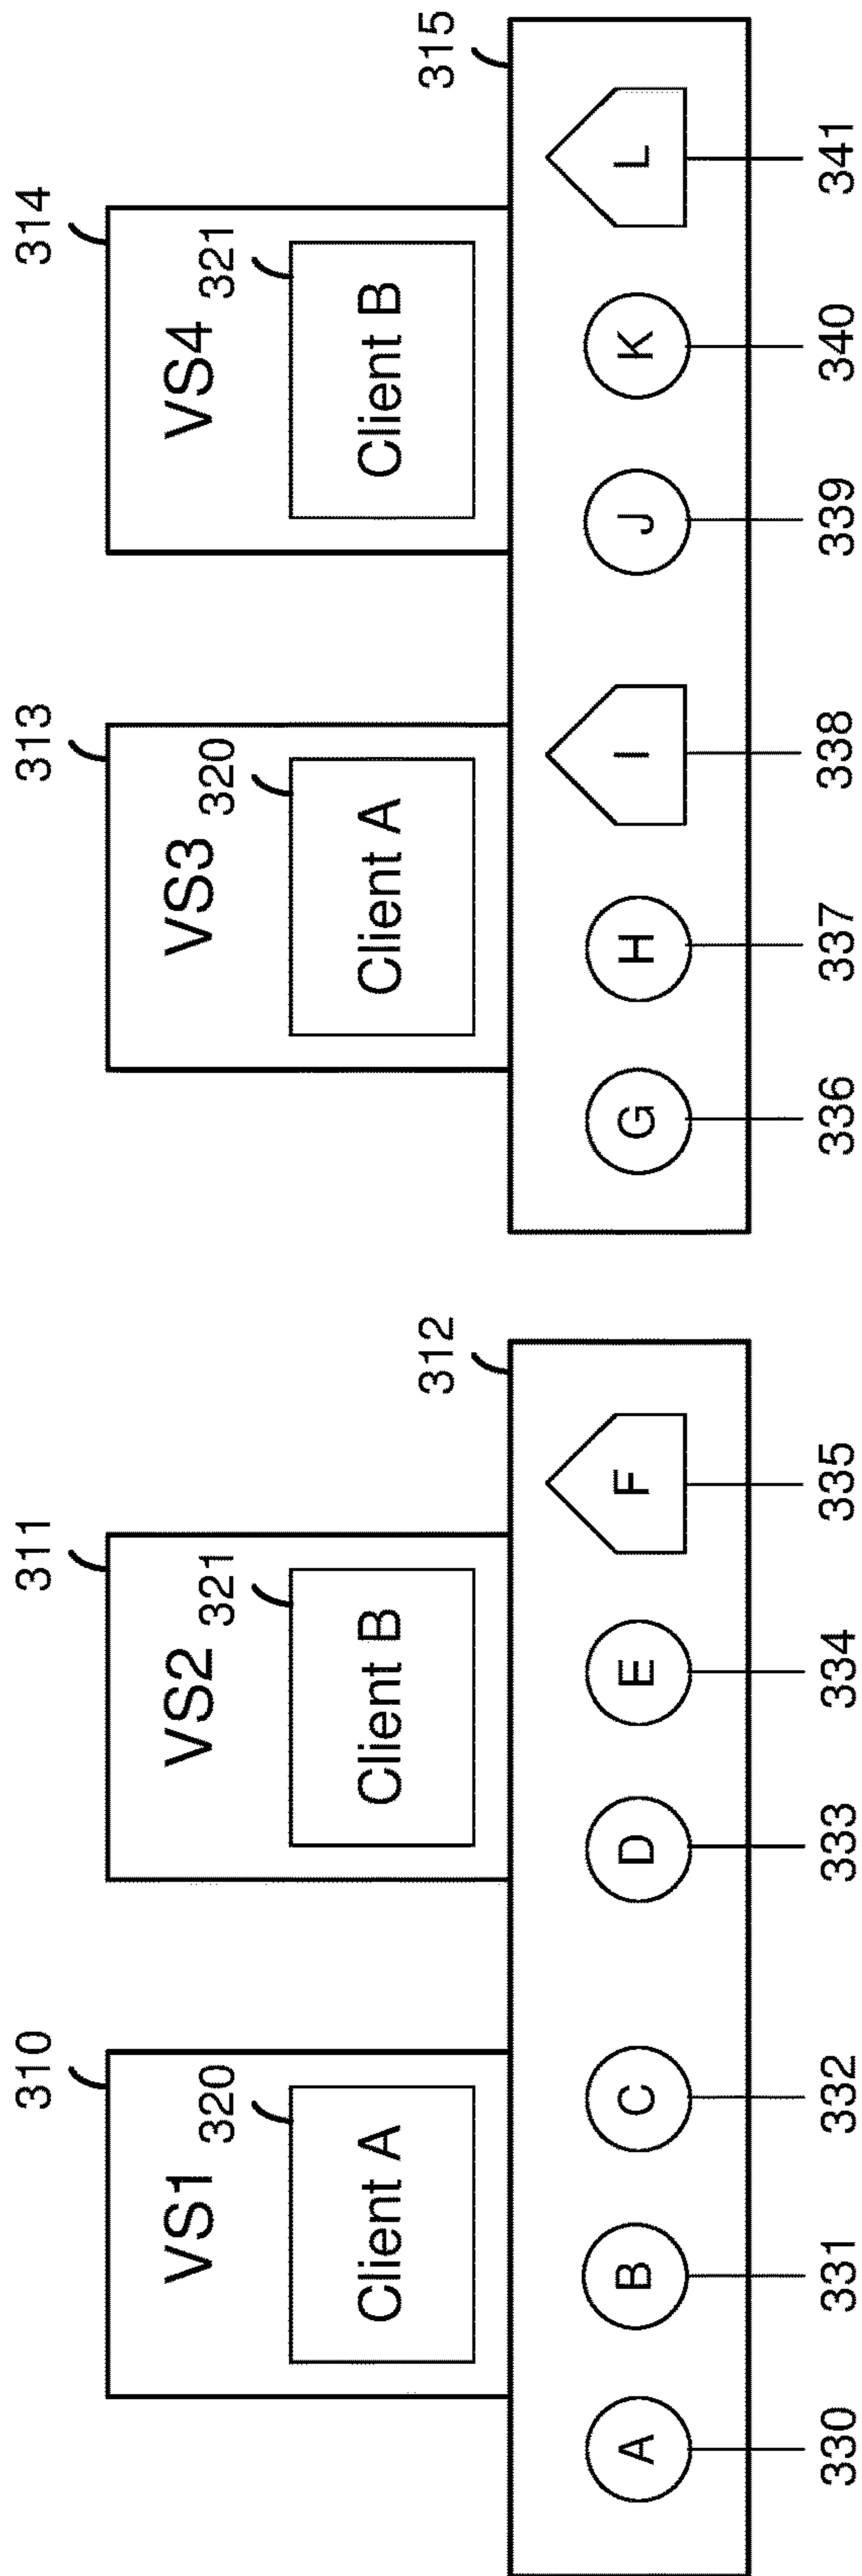 310
311
313
314
VS1
VS2
VS3
VS4
320
321
320
321
Client A
Client B
Client A
Client B
312
315
A
B
C
D
E
F
G
H
I
J
K
L
330
331
332
333
334
335
336
337
338
339
340
341